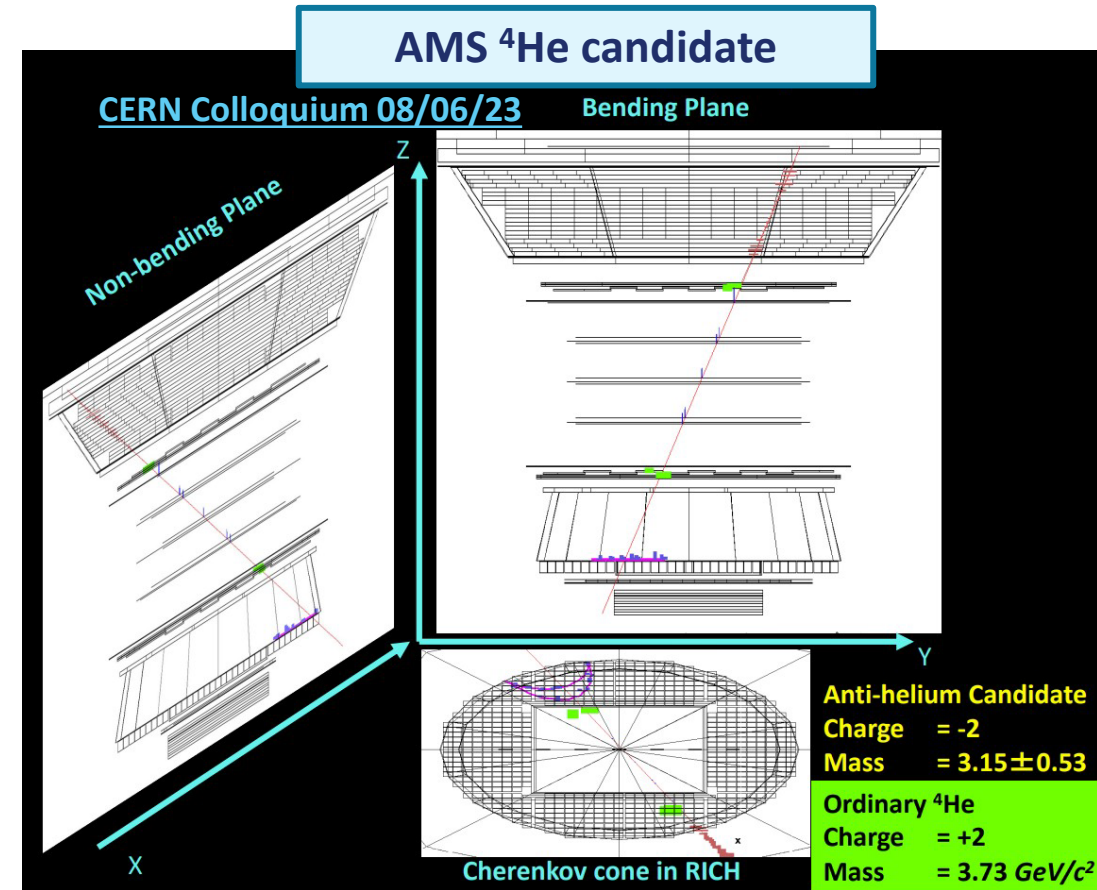 AMS ⁴He candidate
CERN Colloquium 08/06/23
Bending Plane
Z
Non-bending Plane
Y
X
x
Cherenkov cone in RICH
Anti-helium Candidate
Charge = -2
Mass = 3.15±0.53
Ordinary ⁴He
Charge = +2
Mass = 3.73 GeV/c²